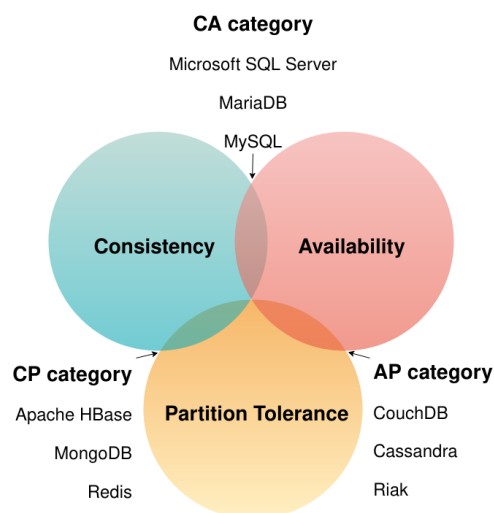 CA category
Microsoft SQL Server
MariaDB
MySQL
Consistency
Availability
CP category
Apache HBase
MongoDB
Redis
Partition Tolerance
AP category
CouchDB
Cassandra
Riak